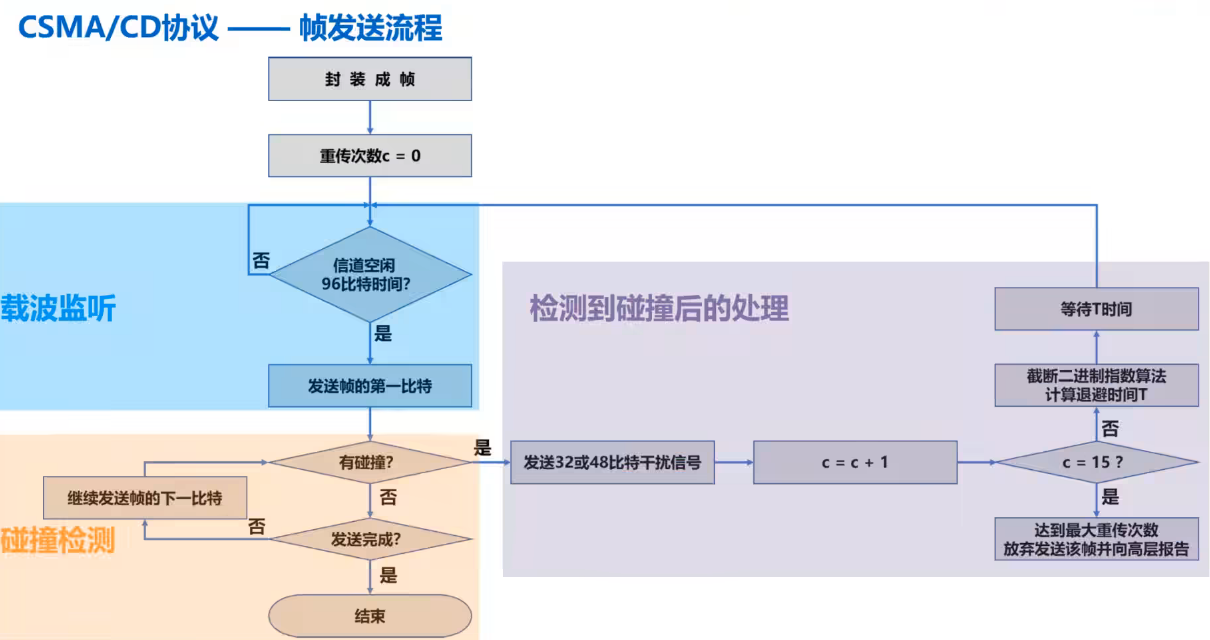 CSMA/CD协议 —— 帧发送流程
封 装 成 帧
重传次数c = 0
否
信道空闲
96比特时间?
载波监听
是
发送帧的第一比特
有碰撞?
是
否
继续发送帧的下一比特
否
发送完成?
碰撞检测
是
结束
检测到碰撞后的处理
发送32或48比特干扰信号
c = c + 1
c = 15 ?
否
截断二进制指数算法
计算退避时间T
等待T时间
是
达到最大重传次数
放弃发送该帧并向高层报告